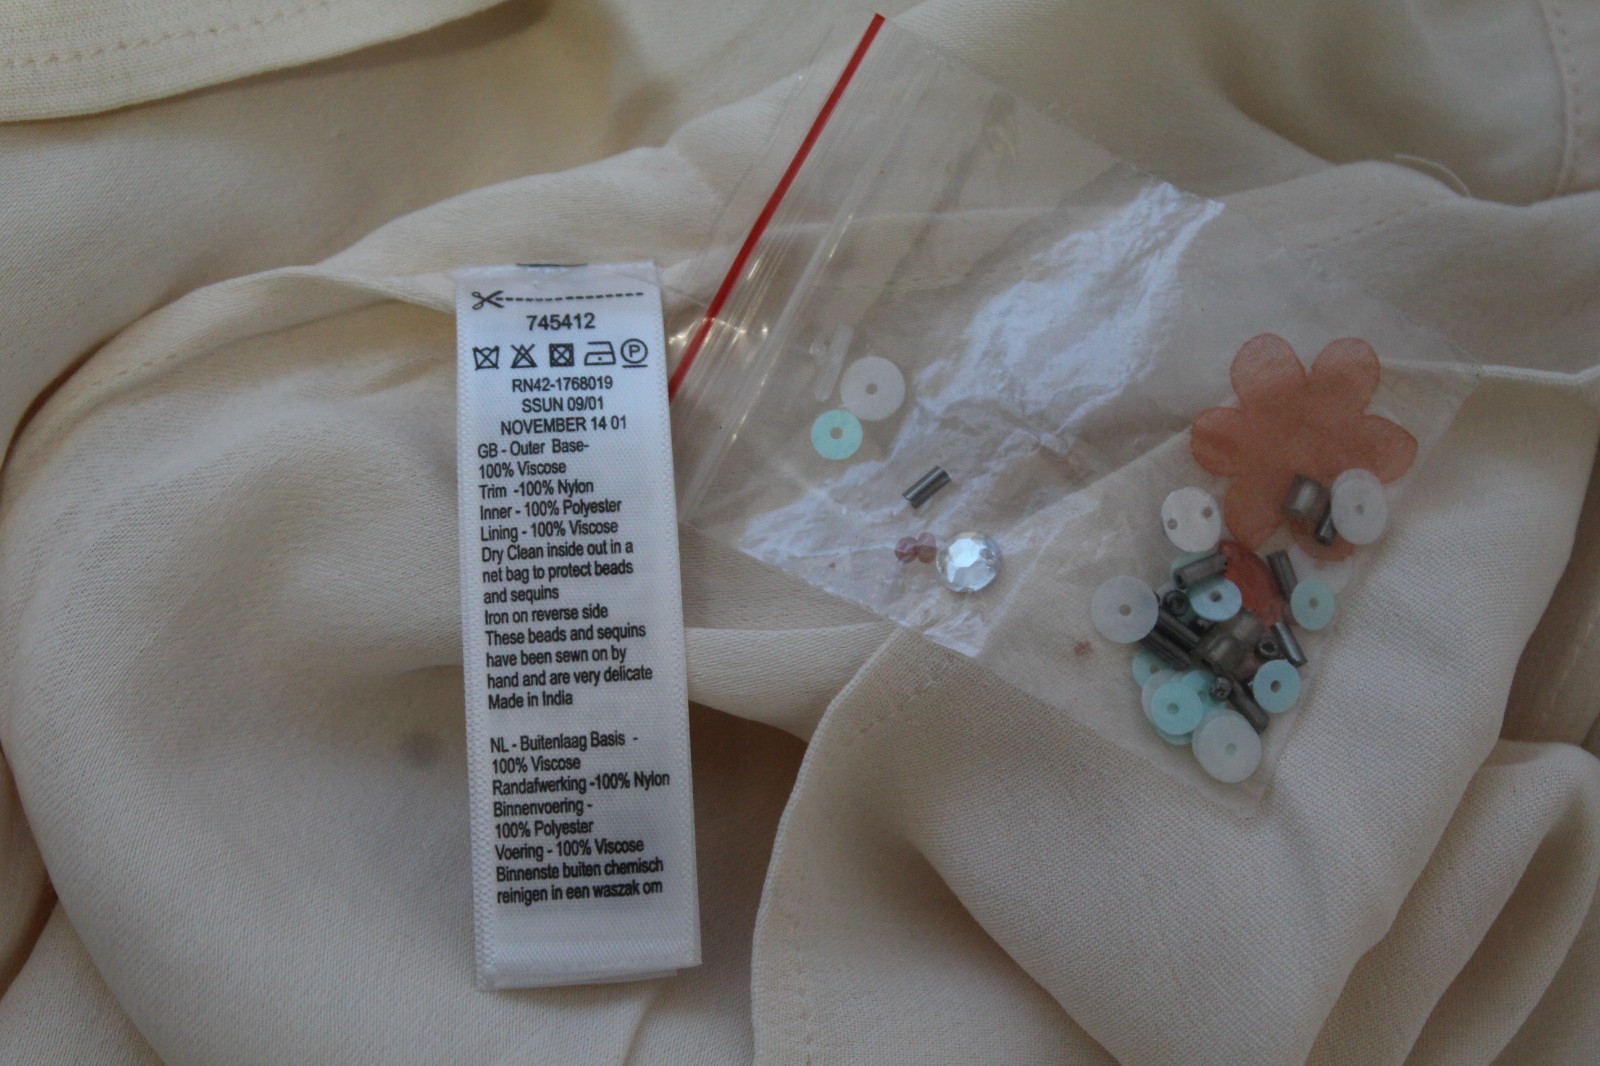 745412
P
RN42-1768019
SSUN 09/01
NOVEMBER 14 01
GB - Outer Base-
100% Viscose
Trim -100% Nylon
Inner - 100% Polyester
Lining - 100% Viscose
Dry Clean inside out in a
net bag to protect beads
and sequins
Iron on reverse side
These beads and sequins
have been sewn on by
hand and are very delicate
Made in India
NL - Buitenlaag Basis -
100% Viscose
Randafwerking -100% Nylon
Binnenvoering -
100% Polyester
Voering - 100% Viscose
Binnenste buiten chemisch
reinigen in een waszak om